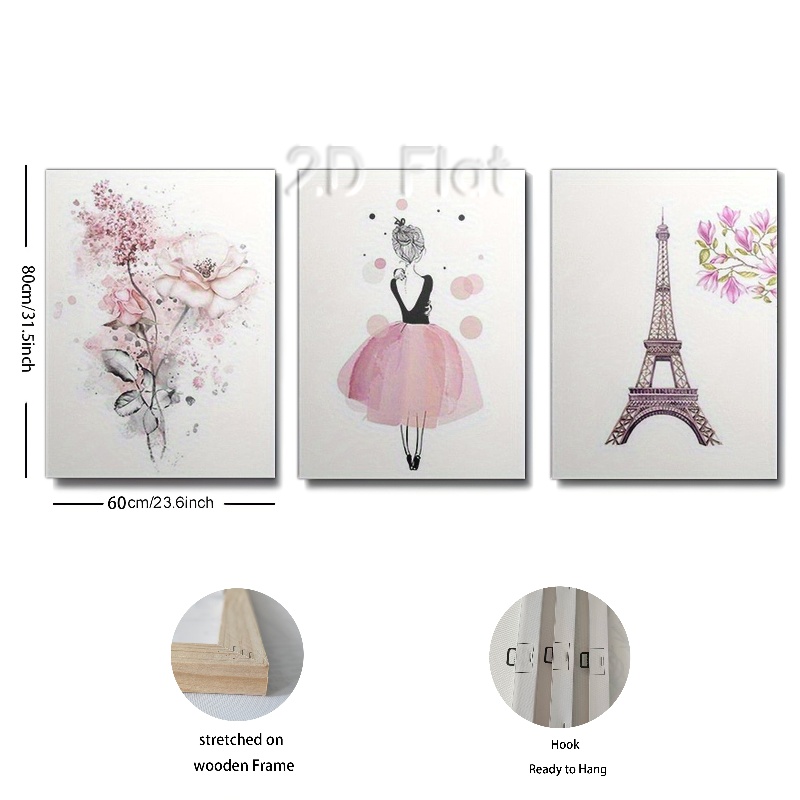 2D Flat
80cm/31.5inch
60cm/23.6inch
stretched on
wooden Frame
Hook
Ready to Hang